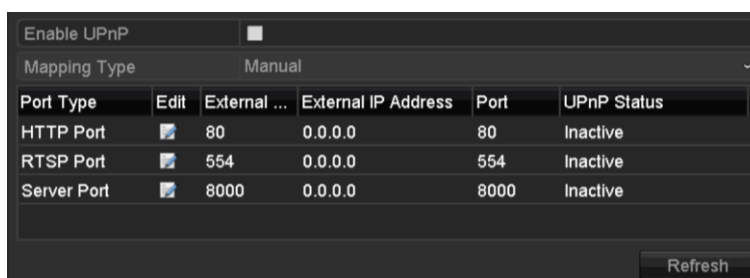 Enable UPnP
Mapping Type Manual
Port Type Edit External ... External IP Address Port UPnP Status
HTTP Port 80 0.0.0.0 80 Inactive
RTSP Port 554 0.0.0.0 554 Inactive
Server Port 8000 0.0.0.0 8000 Inactive
Refresh